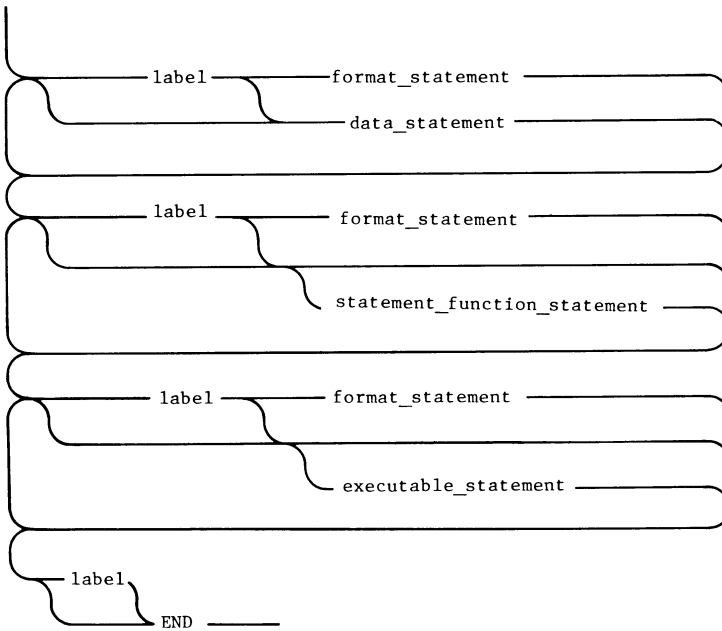 label format_statement
data_statement
label format_statement
statement_function_statement
label format_statement
executable_statement
label
END